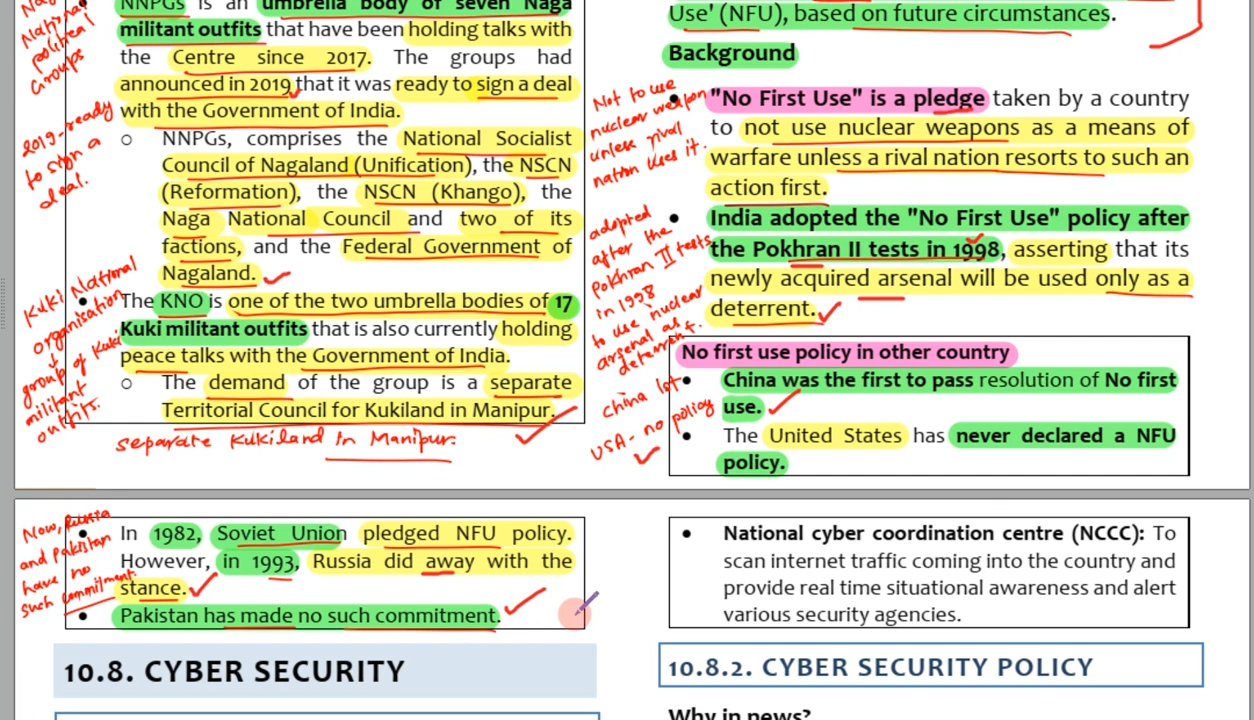 NNPGs is an umbrella body of seven Naga
militant outfits that have been holding talks with
the Centre since 2017. The groups had
announced in 2019 that it was ready to sign a deal
with the Government of India.
o NNPGs, comprises the National Socialist
Council of Nagaland (Unification), the NSCN
(Reformation), the NSCN (Khango), the
Naga National Council and two of its
factions, and the Federal Government of
Nagaland.
• The KNO is one of the two umbrella bodies of 17
Kuki militant outfits that is also currently holding
peace talks with the Government of India.
o The demand of the group is a separate
Territorial Council for Kukiland in Manipur.
separate Kukiland in Manipur.
National
political
Groups
2019-ready
to sign a
deal.
Kuki National
organisation
group of Kuki
militant
outfits.
Use' (NFU), based on future circumstances.
Background
• "No First Use" is a pledge taken by a country
to not use nuclear weapons as a means of
warfare unless a rival nation resorts to such an
action first.
• India adopted the "No First Use" policy after
the Pokhran II tests in 1998, asserting that its
newly acquired arsenal will be used only as a
deterrent.
Not to use
nuclear weapon
unless rival
nation uses it.
adopted
after the
Pokhran II tests
in 1998
to use nuclear
arsenal as
deterrent.
No first use policy in other country
• China was the first to pass resolution of No first
use.
• The United States has never declared a NFU
policy.
China 1st
USA - no policy
Now, Russia
and Pakistan
have no
such commitment.
• In 1982, Soviet Union pledged NFU policy.
However, in 1993, Russia did away with the
stance.
• Pakistan has made no such commitment.
10.8. CYBER SECURITY
• National cyber coordination centre (NCCC): To
scan internet traffic coming into the country and
provide real time situational awareness and alert
various security agencies.
10.8.2. CYBER SECURITY POLICY
Why in news?